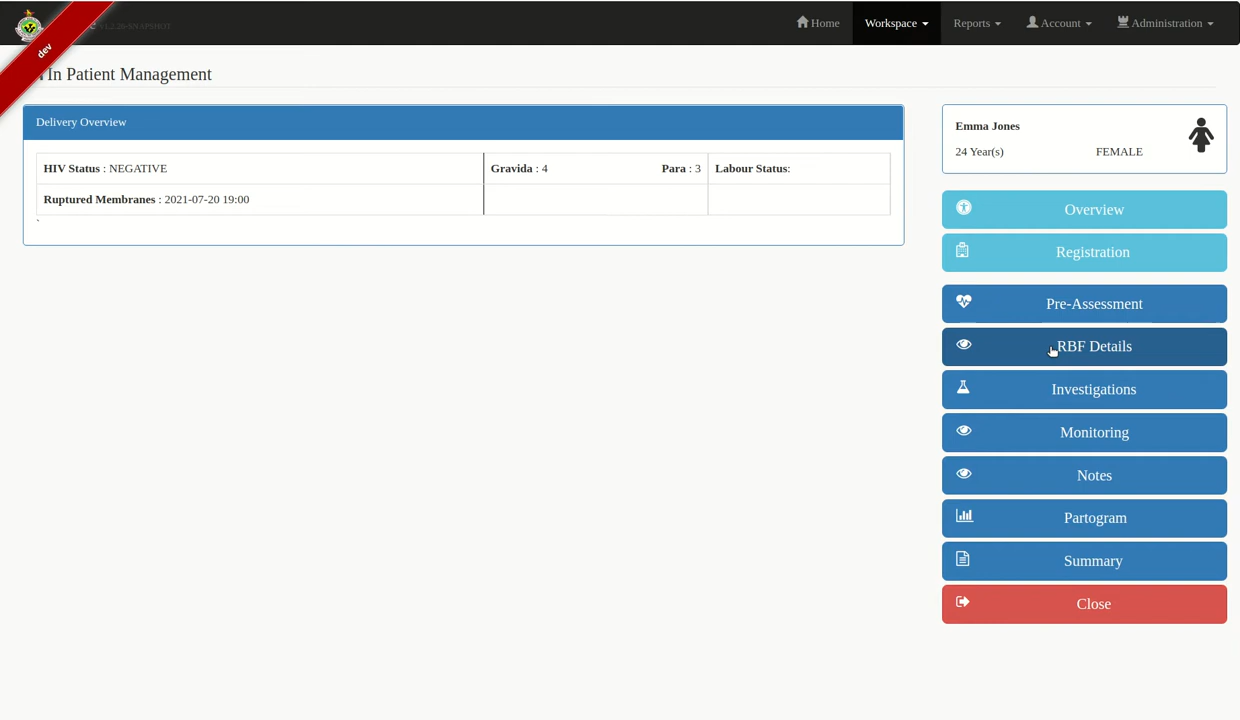 Home Workspace Reports Account Administration
dev
In Patient Management
Delivery Overview
HIV Status : NEGATIVE Gravida : 4 Para : 3 Labour Status:
Ruptured Membranes : 2021-07-20 19:00
Emma Jones
24 Year(s) FEMALE
Overview
Registration
Pre-Assessment
RBF Details
Investigations
Monitoring
Notes
Partogram
Summary
Close